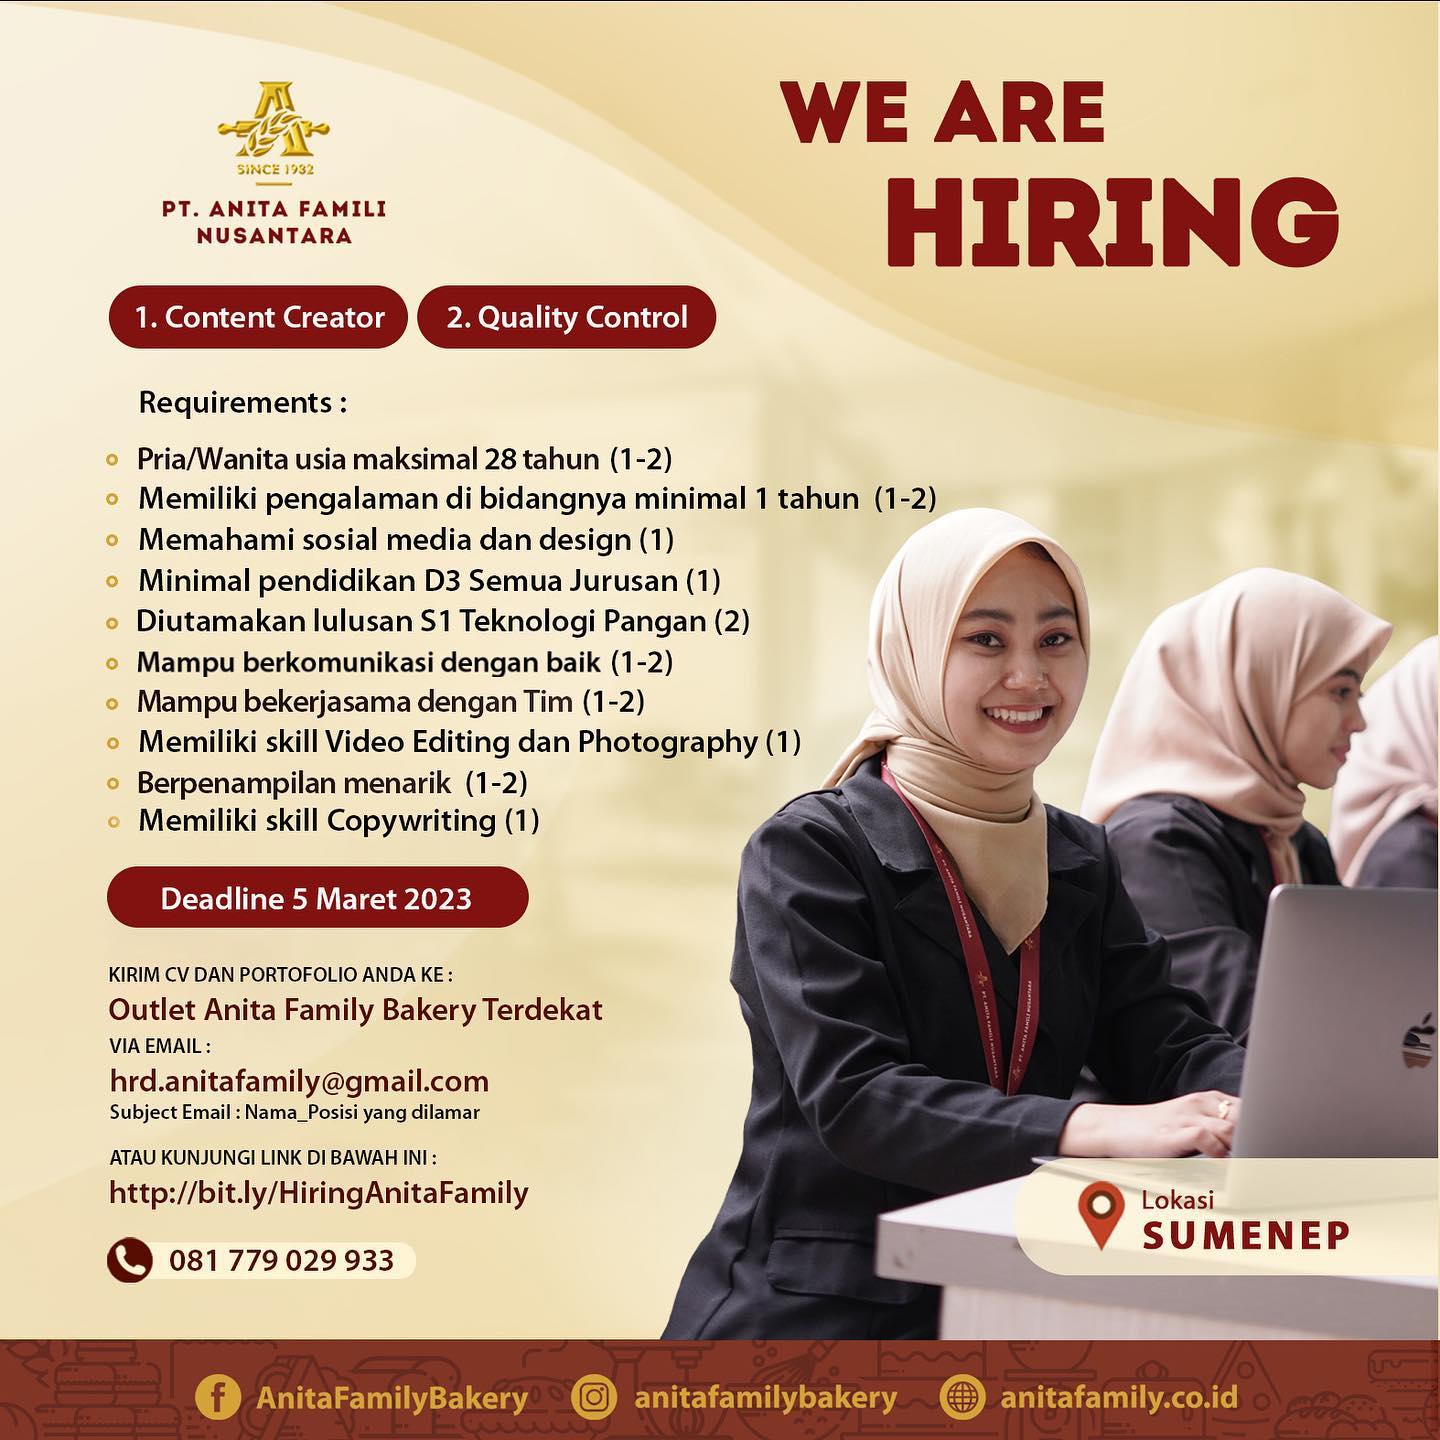 SINCE 1932
PT. ANITA FAMILI
NUSANTARA
WE ARE
HIRING
1. Content Creator
2. Quality Control
Requirements :
Pria/Wanita usia maksimal 28 tahun (1-2)
Memiliki pengalaman di bidangnya minimal 1 tahun (1-2)
Memahami sosial media dan design (1)
Minimal pendidikan D3 Semua Jurusan (1)
Diutamakan lulusan S1 Teknologi Pangan (2)
Mampu berkomunikasi dengan baik (1-2)
Mampu bekerjasama dengan Tim (1-2)
Memiliki skill Video Editing dan Photography (1)
Berpenampilan menarik (1-2)
Memiliki skill Copywriting (1)
Deadline 5 Maret 2023
KIRIM CV DAN PORTOFOLIO ANDA KE :
Outlet Anita Family Bakery Terdekat
VIA EMAIL :
hrd.anitafamily@gmail.com
Subject Email : Nama_Posisi yang dilamar
ATAU KUNJUNGI LINK DI BAWAH INI :
http://bit.ly/HiringAnitaFamily
081 779 029 933
Lokasi
SUMENEP
AnitaFamilyBakery
anitafamilybakery
anitafamily.co.id